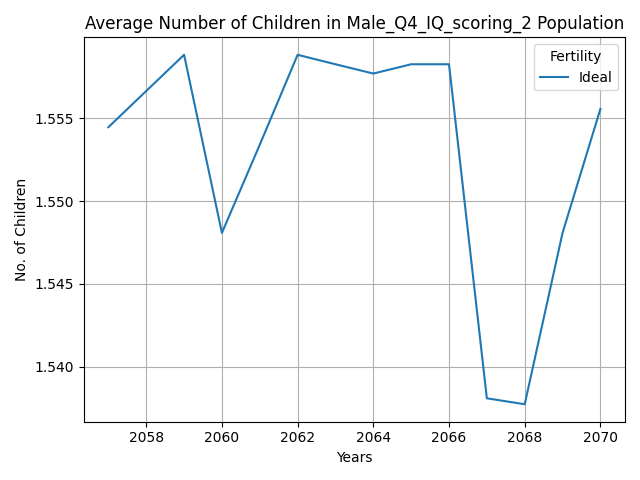 Average Number of Children in Male_Q4_IQ_scoring_2 Population
Fertility
Ideal
1.555
1.550
1.545
1.540
No. of Children
2058 2060 2062 2064 2066 2068 2070
Years